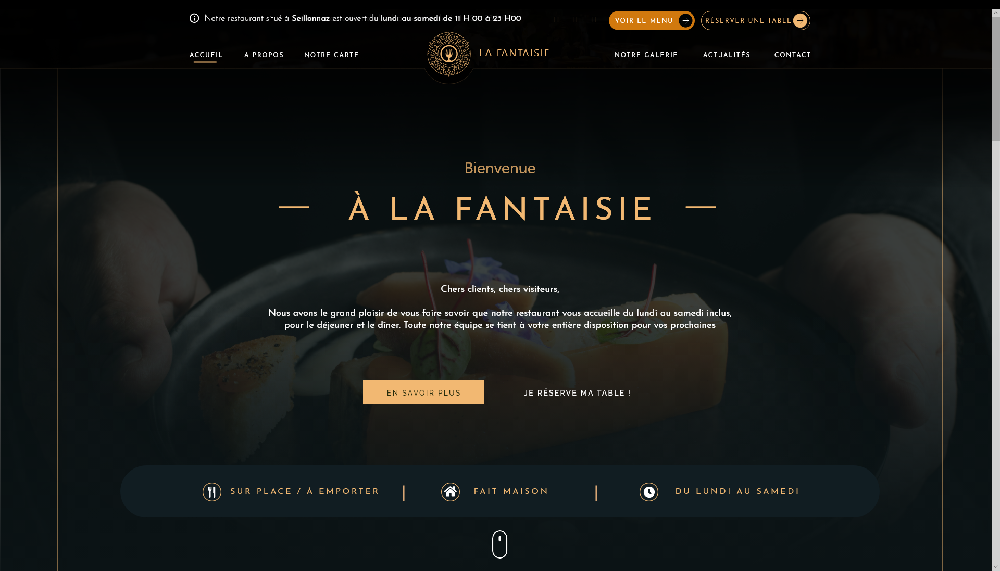 Notre restaurant situé à Seillonnaz est ouvert du lundi au samedi de 11 H 00 à 23 H00
VOIR LE MENU
RÉSERVER UNE TABLE
ACCUEIL
A PROPOS
NOTRE CARTE
LA FANTAISIE
NOTRE GALERIE
ACTUALITÉS
CONTACT
Bienvenue
À LA FANTAISIE
Chers clients, chers visiteurs,
Nous avons le grand plaisir de vous faire savoir que notre restaurant vous accueille du lundi au samedi inclus,
pour le déjeuner et le dîner. Toute notre équipe se tient à votre entière disposition pour vos prochaines
EN SAVOIR PLUS
JE RÉSERVE MA TABLE !
SUR PLACE / À EMPORTER
FAIT MAISON
DU LUNDI AU SAMEDI